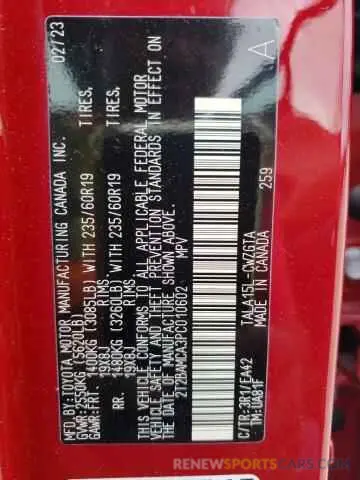 MFD.BY: TOYOTA MOTOR MANUFACTURING CANADA INC. 02/23
GVWR: 2550KG (5620LB)
GAWR: FRT. 1400KG (3085LB) WITH 235/60R19 TIRES,
19X8J RIMS
RR. 1480KG (3260LB) WITH 235/60R19 TIRES,
19X8J RIMS
THIS VEHICLE CONFORMS TO ALL APPLICABLE FEDERAL MOTOR
VEHICLE SAFETY AND THEFT-PREVENTION STANDARDS IN EFFECT ON
THE DATE OF MANUFACTURE SHOWN ABOVE.
2T2BBMCA3PC010602 MPV
A
C/TR: 3R1/EA42 TALA15L-CWZGTA 259
TM: UA81F MADE IN CANADA
RENEWSPORTSCARS.COM